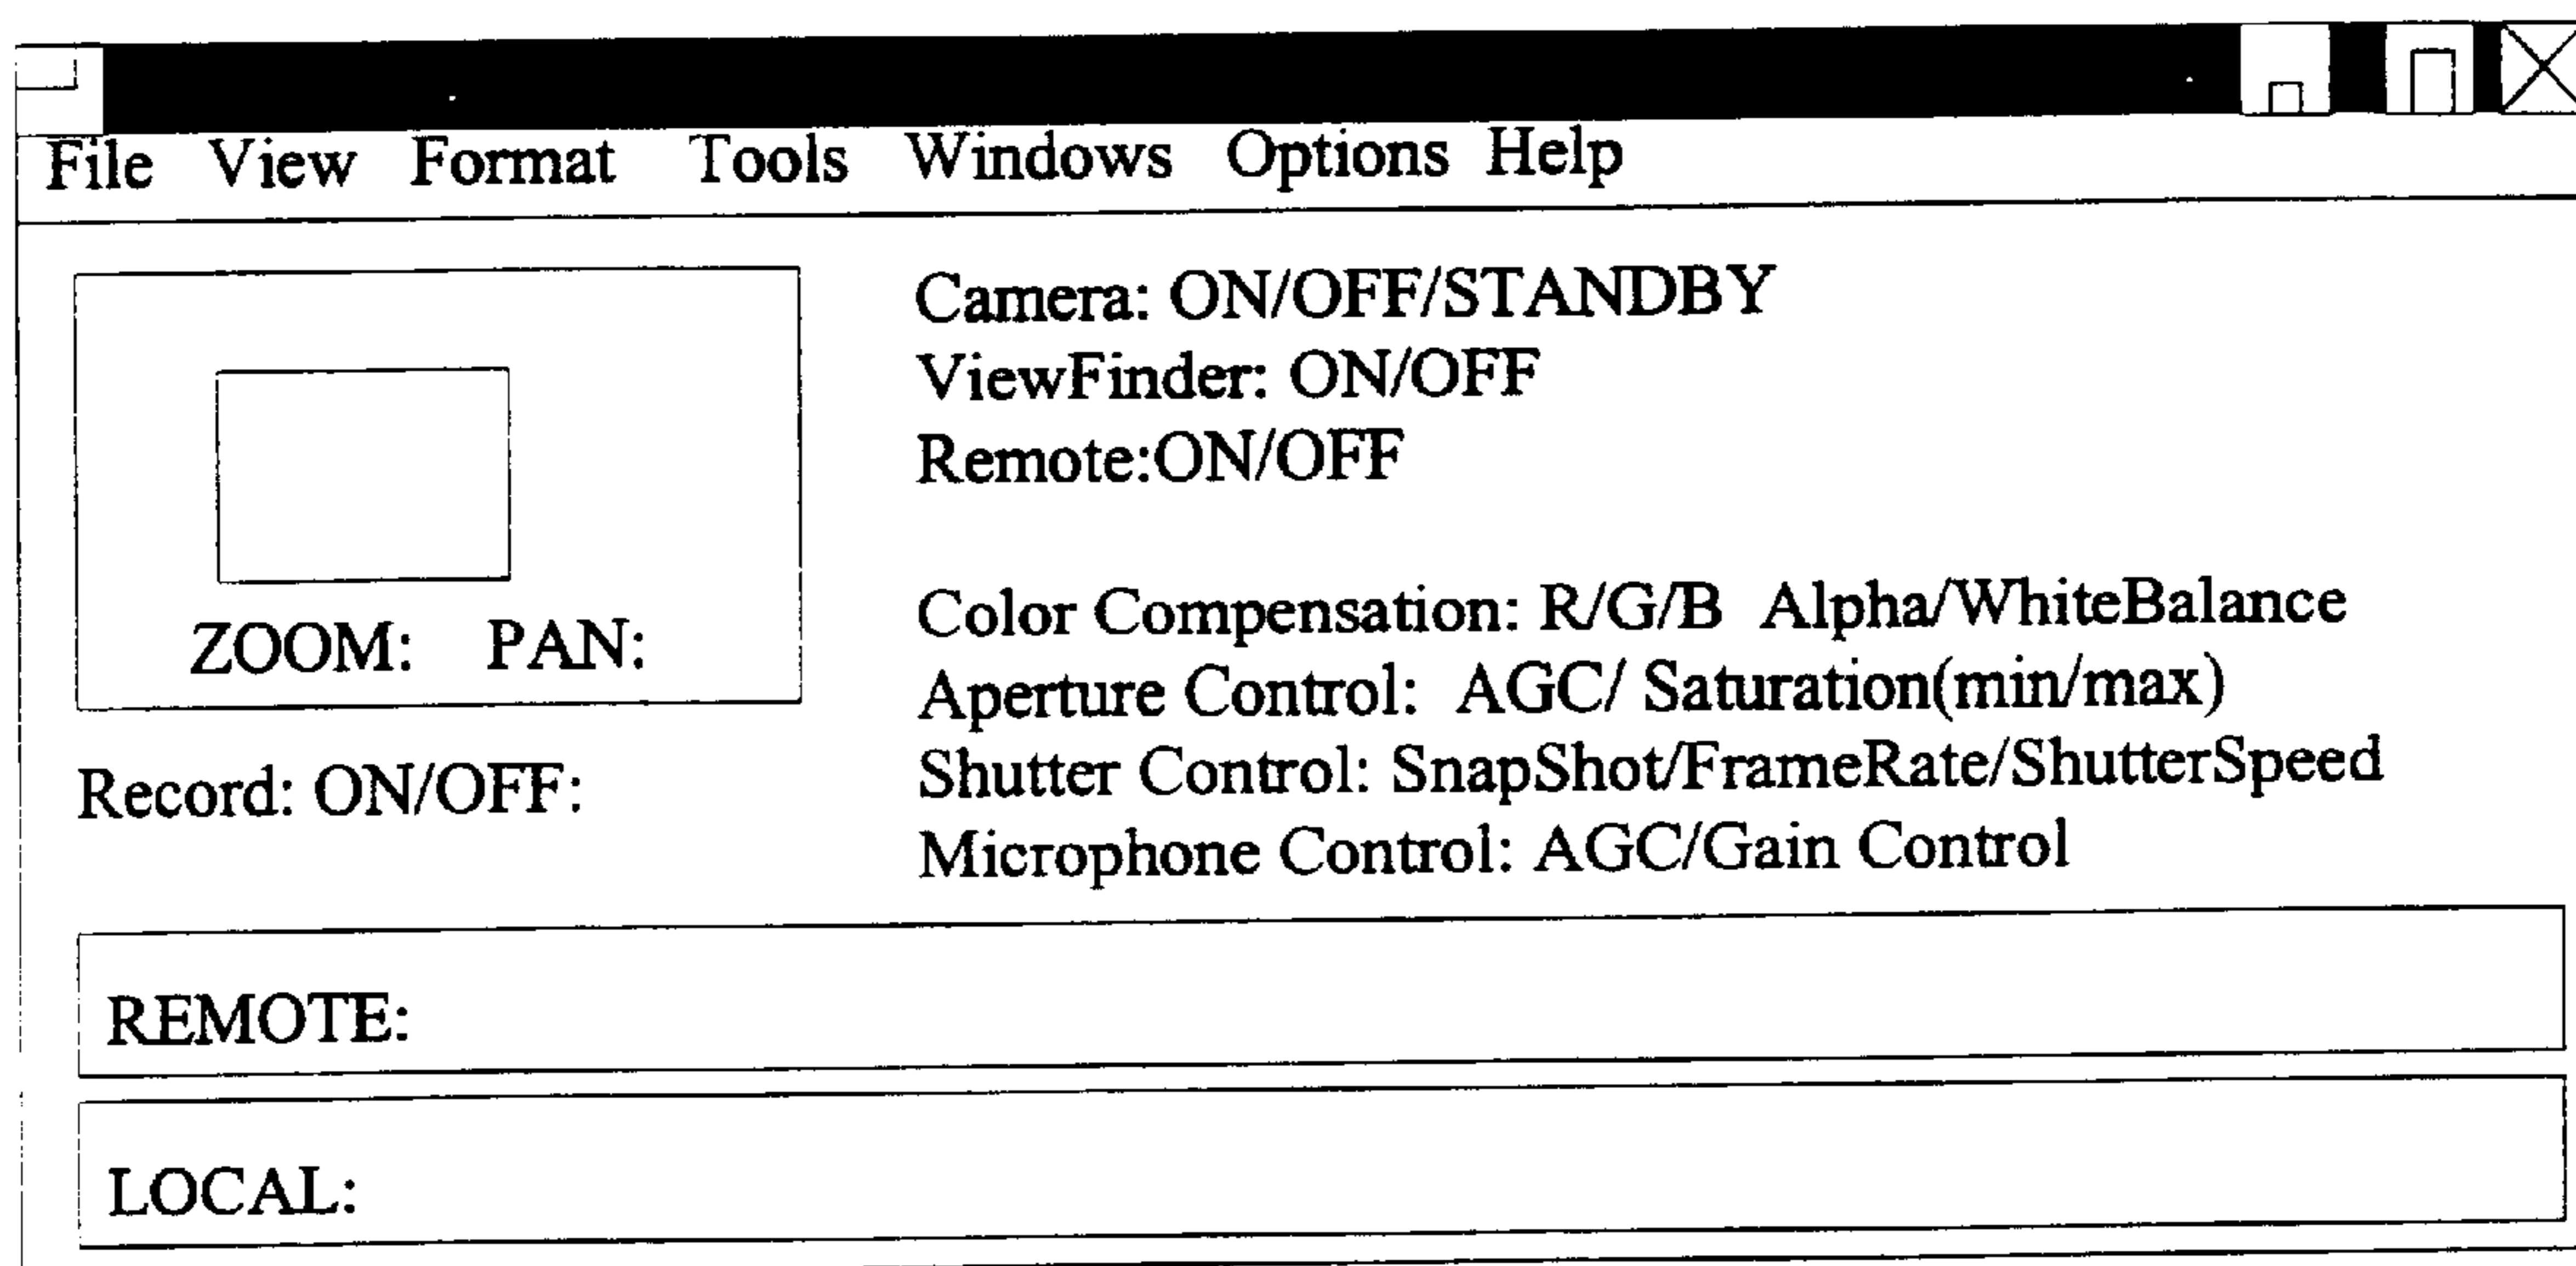 File View Format Tools Windows Options Help
Camera: ON/OFF/STANDBY
ViewFinder: ON/OFF
Remote:ON/OFF
ZOOM: PAN:
Record: ON/OFF:
Color Compensation: R/G/B Alpha/WhiteBalance
Aperture Control: AGC/ Saturation(min/max)
Shutter Control: SnapShot/FrameRate/ShutterSpeed
Microphone Control: AGC/Gain Control
REMOTE:
LOCAL: